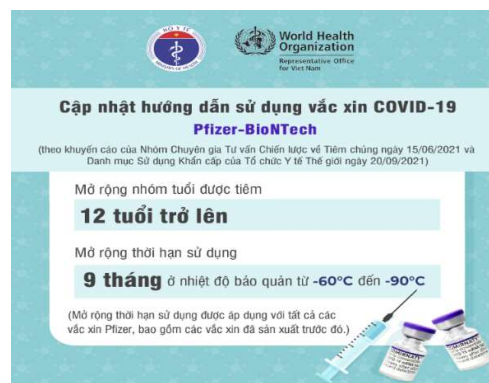 BỘ Y TẾ
MINISTRY OF HEALTH
World Health
Organization
Representative Office
for Viet Nam
Cập nhật hướng dẫn sử dụng vắc xin COVID-19
Pfizer-BioNTech
(theo khuyến cáo của Nhóm Chuyên gia Tư vấn Chiến lược về Tiêm chủng ngày 15/06/2021 và
Danh mục Sử dụng Khẩn cấp của Tổ chức Y tế Thế giới ngày 20/09/2021)
Mở rộng nhóm tuổi được tiêm
12 tuổi trở lên
Mở rộng thời hạn sử dụng
9 tháng ở nhiệt độ bảo quản từ -60°C đến -90°C
(Mở rộng thời hạn sử dụng được áp dụng với tất cả các
vắc xin Pfizer, bao gồm các vắc xin đã sản xuất trước đó.)